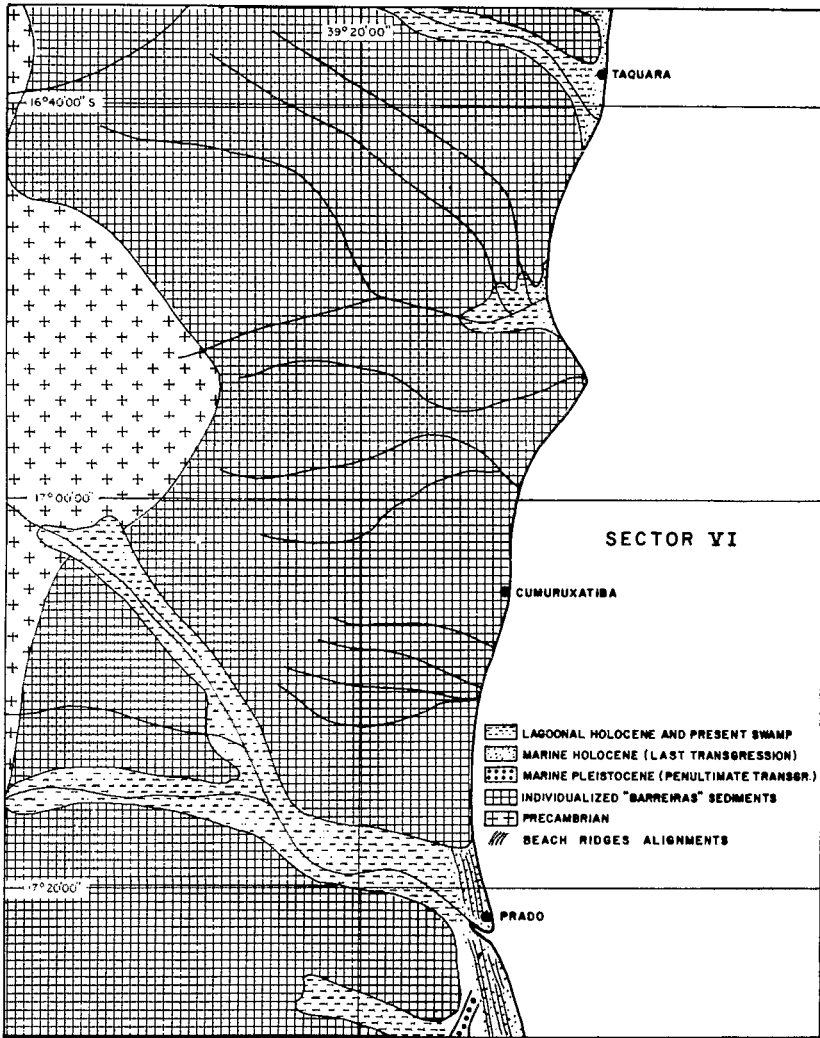 39°20'00"
TAQUARA
16°40'00" S
17°00'00"
SECTOR VI
CUMURUXATIBA
LAGOONAL HOLOCENE AND PRESENT SWAMP
MARINE HOLOCENE (LAST TRANSGRESSION)
MARINE PLEISTOCENE (PENULTIMATE TRANSGR.)
INDIVIDUALIZED "BARREIRAS" SEDIMENTS
PRECAMBRIAN
BEACH RIDGES ALIGNMENTS
17°20'00"
PRADO